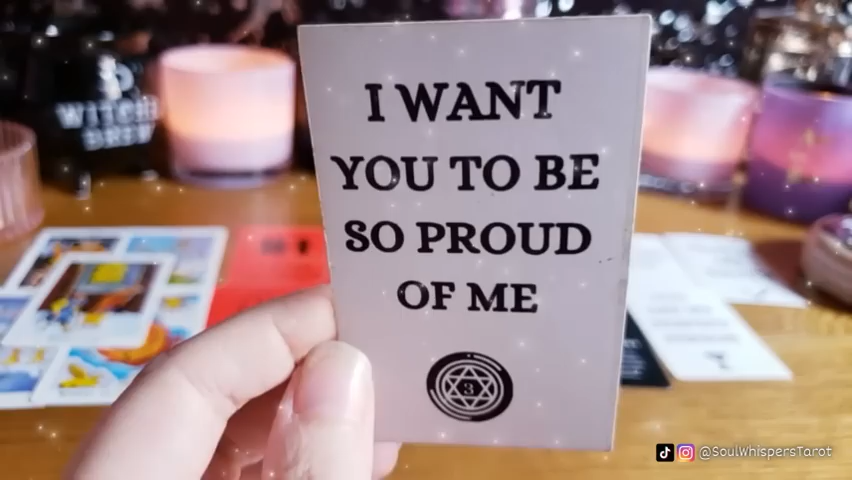 I WANT
YOU TO BE
SO PROUD
OF ME
3
WITCH
BREW
@SoulWhispersTarot